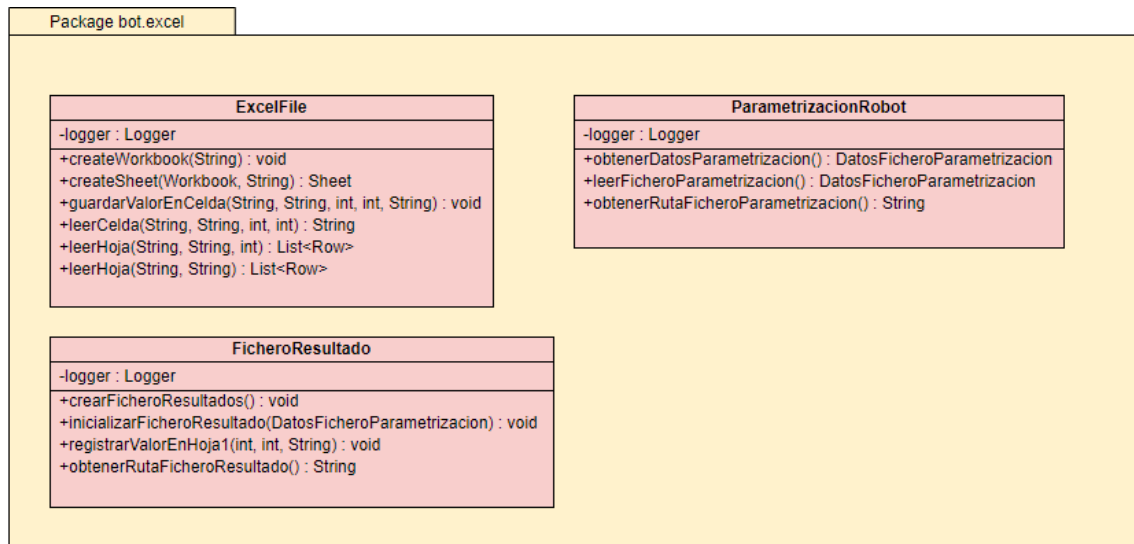 Package bot.excel
ExcelFile
-logger : Logger
+createWorkbook(String) : void
+createSheet(Workbook, String) : Sheet
+guardarValorEnCelda(String, String, int, int, String) : void
+leerCelda(String, String, int, int) : String
+leerHoja(String, String, int) : List<Row>
+leerHoja(String, String) : List<Row>
ParametrizacionRobot
-logger : Logger
+obtenerDatosParametrizacion() : DatosFicheroParametrizacion
+leerFicheroParametrizacion() : DatosFicheroParametrizacion
+obtenerRutaFicheroParametrizacion() : String
FicheroResultado
-logger : Logger
+crearFicheroResultados() : void
+inicializarFicheroResultado(DatosFicheroParametrizacion) : void
+registrarValorEnHoja1(int, int, String) : void
+obtenerRutaFicheroResultado() : String